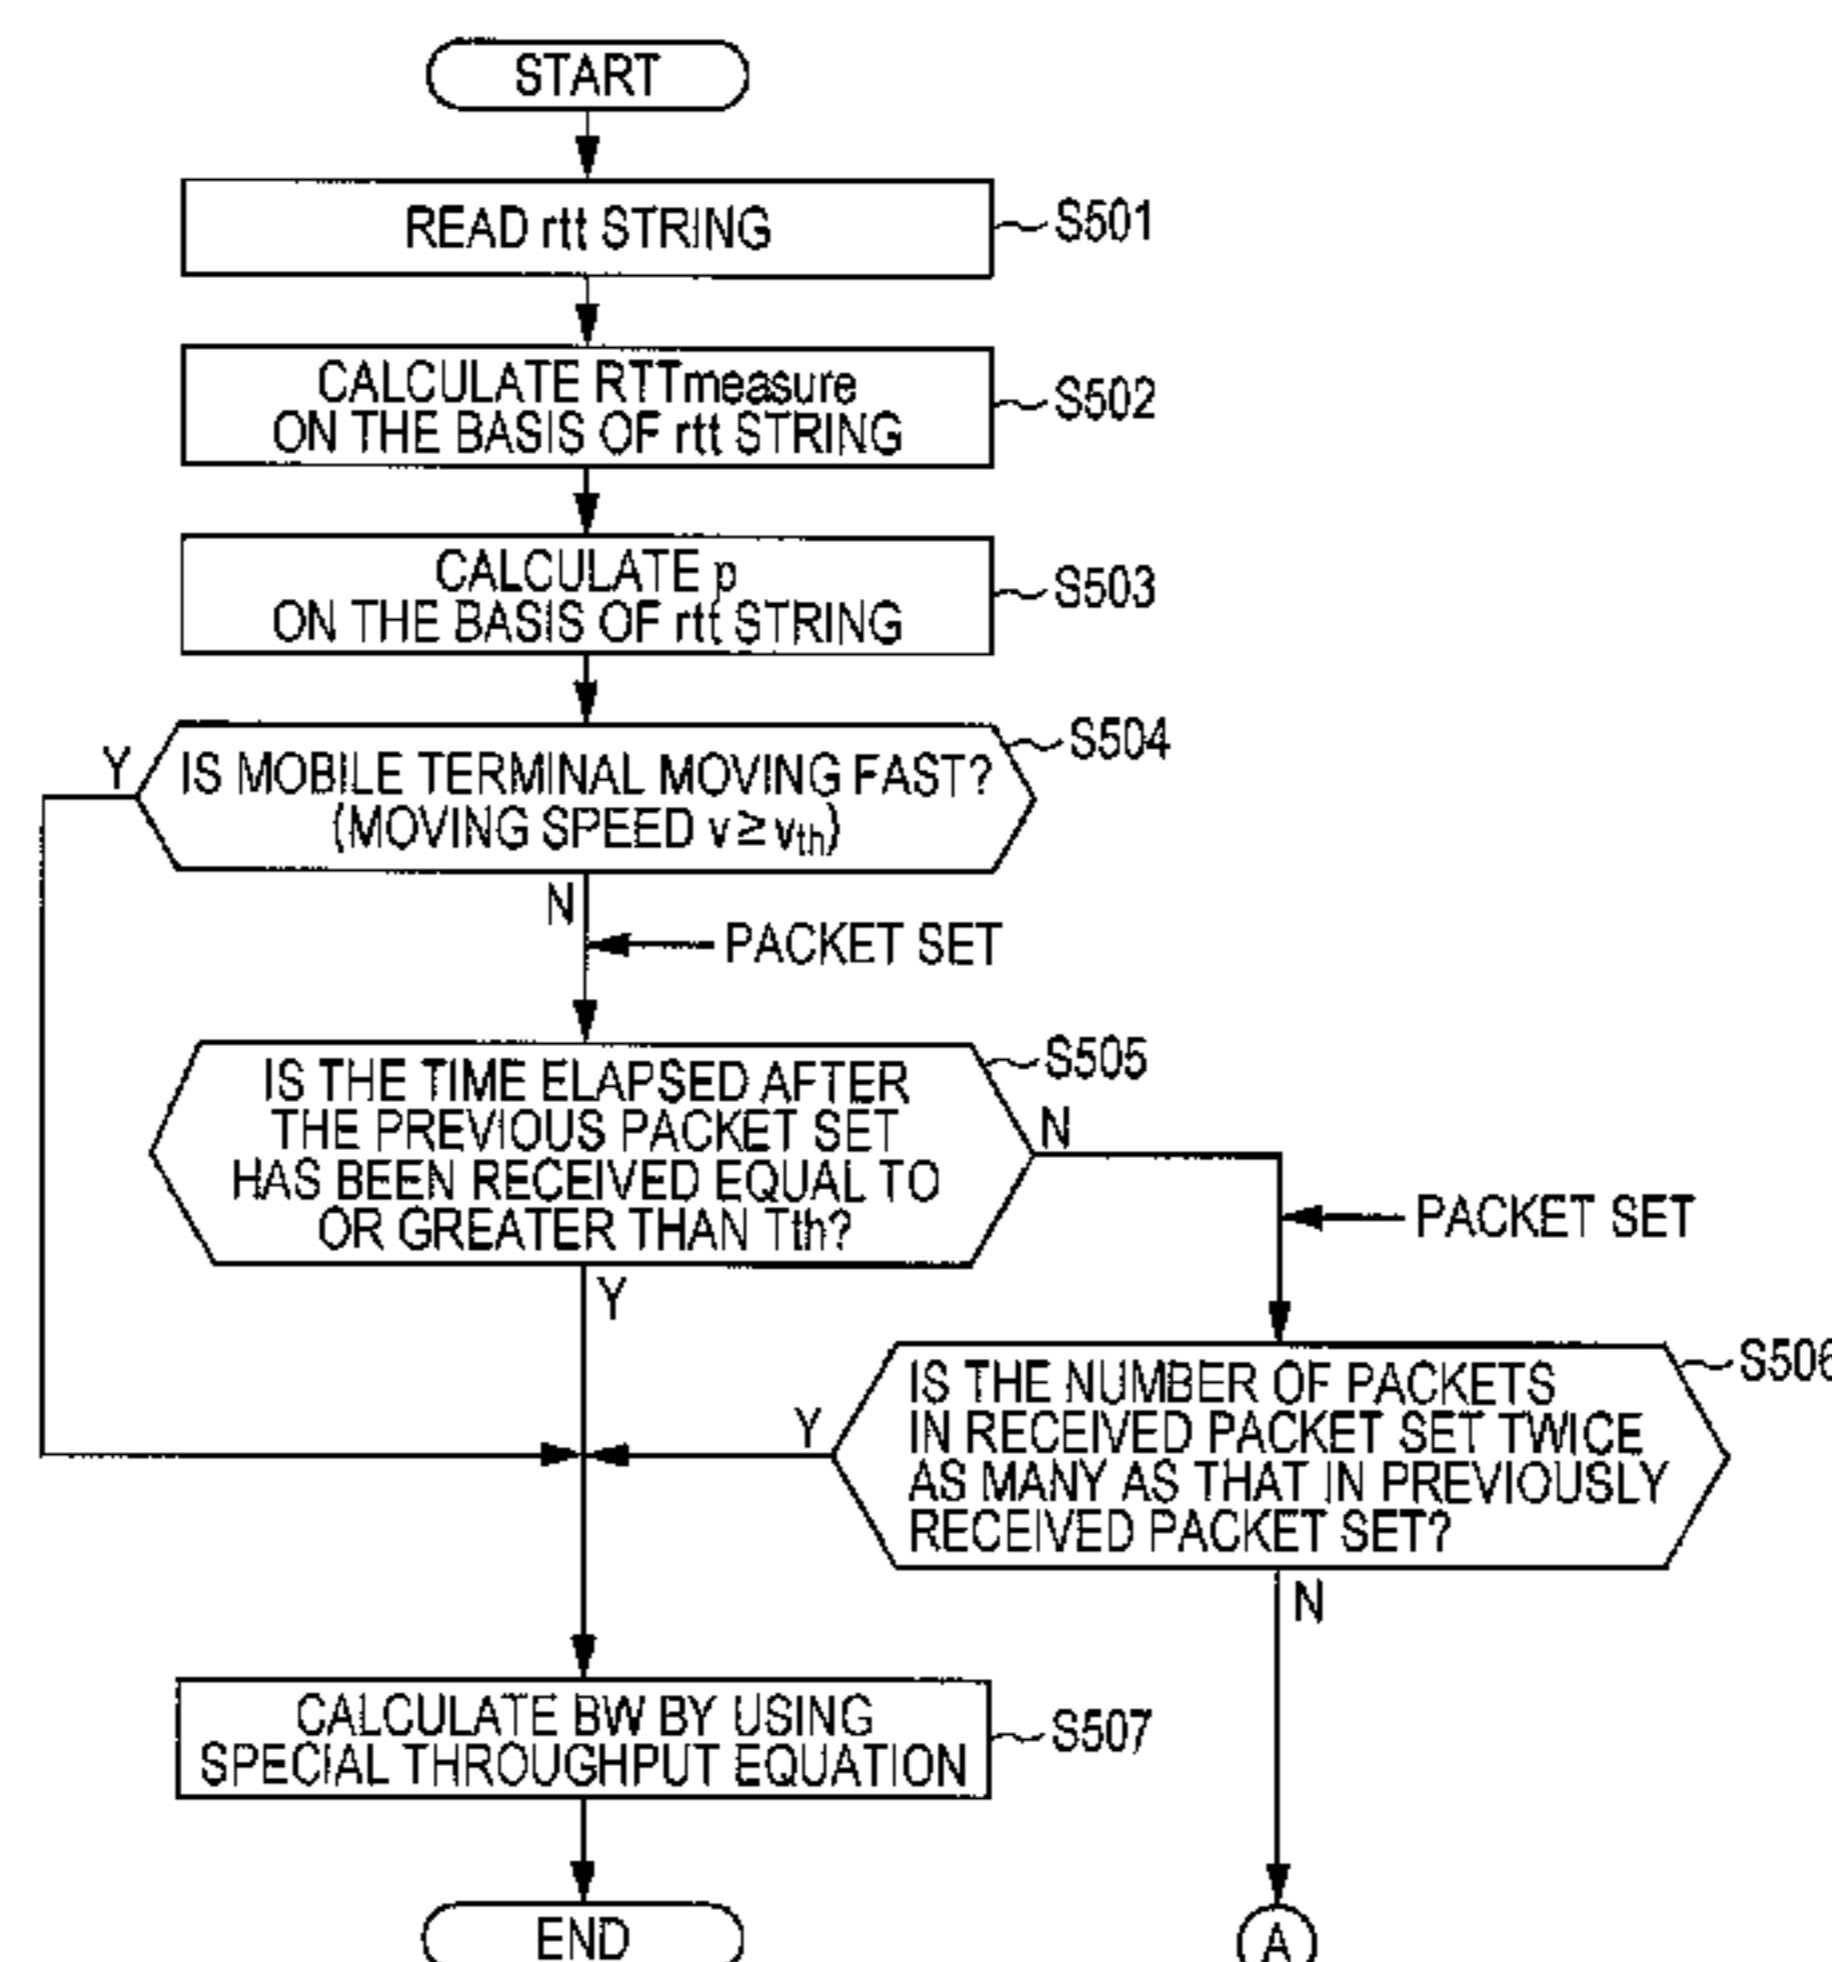 START
READ rtt STRING
S501
CALCULATE RTTmeasure
ON THE BASIS OF rtt STRING
S502
CALCULATE p
ON THE BASIS OF rtt STRING
S503
Y
IS MOBILE TERMINAL MOVING FAST?
(MOVING SPEED v ≥ vth)
S504
N
PACKET SET
IS THE TIME ELAPSED AFTER
THE PREVIOUS PACKET SET
HAS BEEN RECEIVED EQUAL TO
OR GREATER THAN Tth?
S505
N
PACKET SET
Y
IS THE NUMBER OF PACKETS
IN RECEIVED PACKET SET TWICE
AS MANY AS THAT IN PREVIOUSLY
RECEIVED PACKET SET?
S506
Y
N
CALCULATE BW BY USING
SPECIAL THROUGHPUT EQUATION
S507
END
A